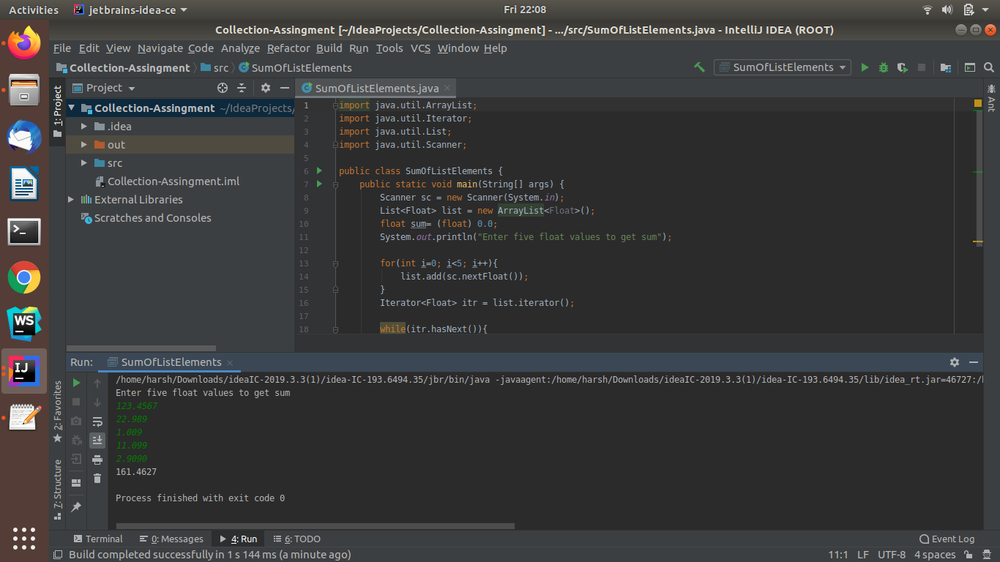 Activities jetbrains-idea-ce Fri 22:08
Collection-Assingment [~/IdeaProjects/Collection-Assingment] - .../src/SumOfListElements.java - IntelliJ IDEA (ROOT)
File Edit View Navigate Code Analyze Refactor Build Run Tools VCS Window Help
Collection-Assingment src SumOfListElements SumOfListElements
1: Project
Project
Collection-Assingment ~/IdeaProjects/
.idea
out
src
Collection-Assingment.iml
External Libraries
Scratches and Consoles
SumOfListElements.java
1 import java.util.ArrayList;
2 import java.util.Iterator;
3 import java.util.List;
4 import java.util.Scanner;
5
6 public class SumOfListElements {
7 public static void main(String[] args) {
8 Scanner sc = new Scanner(System.in);
9 List<Float> list = new ArrayList<Float>();
10 float sum= (float) 0.0;
11 System.out.println("Enter five float values to get sum");
12
13 for(int i=0; i<5; i++){
14 list.add(sc.nextFloat());
15 }
16 Iterator<Float> itr = list.iterator();
17
18 while(itr.hasNext()){
Ant
WS
IJ
2: Favorites
7: Structure
Run: SumOfListElements
/home/harsh/Downloads/ideaIC-2019.3.3(1)/idea-IC-193.6494.35/jbr/bin/java -javaagent:/home/harsh/Downloads/ideaIC-2019.3.3(1)/idea-IC-193.6494.35/lib/idea_rt.jar=46727:/
Enter five float values to get sum
123.4567
22.989
1.009
11.099
2.9090
161.4627
Process finished with exit code 0
Terminal 0: Messages 4: Run 6: TODO Event Log
Build completed successfully in 1 s 144 ms (a minute ago) 11:1 LF UTF-8 4 spaces